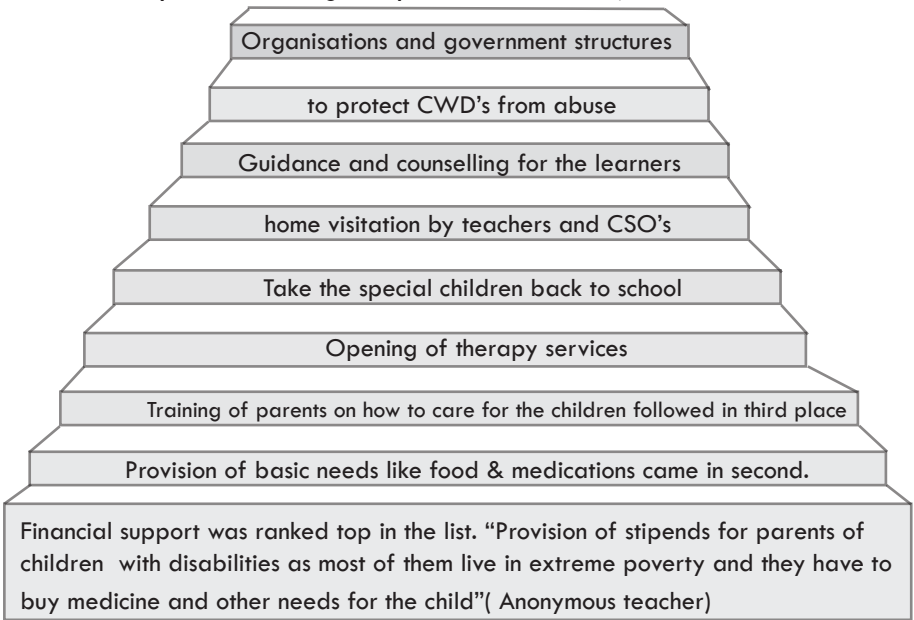 Organisations and government structures
to protect CWD's from abuse
Guidance and counselling for the learners
home visitation by teachers and CSO's
Take the special children back to school
Opening of therapy services
Training of parents on how to care for the children followed in third place
Provision of basic needs like food & medications came in second.
Financial support was ranked top in the list. "Provision of stipends for parents of
children with disabilities as most of them live in extreme poverty and they have to
buy medicine and other needs for the child"( Anonymous teacher)